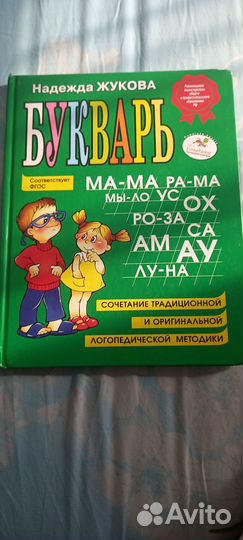 Надежда ЖУКОВА
БУКВАРЬ
Соответствует
ФГОС
МА-МА РА-МА
МЫ-ЛО УС ОХ
РО-ЗА СА
АМ АУ
ЛУ-НА
СОЧЕТАНИЕ ТРАДИЦИОННОЙ
И ОРИГИНАЛЬНОЙ
ЛОГОПЕДИЧЕСКОЙ МЕТОДИКИ
Avito